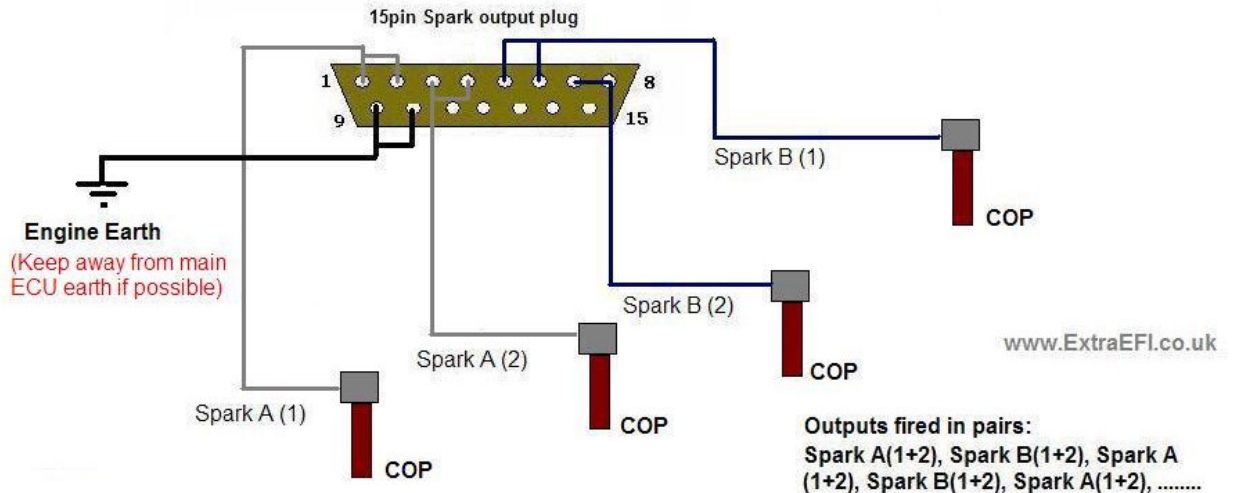 15pin Spark output plug
1
8
9
15
Spark B (1)
COP
Engine Earth
(Keep away from main
ECU earth if possible)
Spark B (2)
COP
www.ExtraEFI.co.uk
Spark A (2)
COP
Spark A (1)
COP
Outputs fired in pairs:
Spark A(1+2), Spark B(1+2), Spark A
(1+2), Spark B(1+2), Spark A(1+2), ........